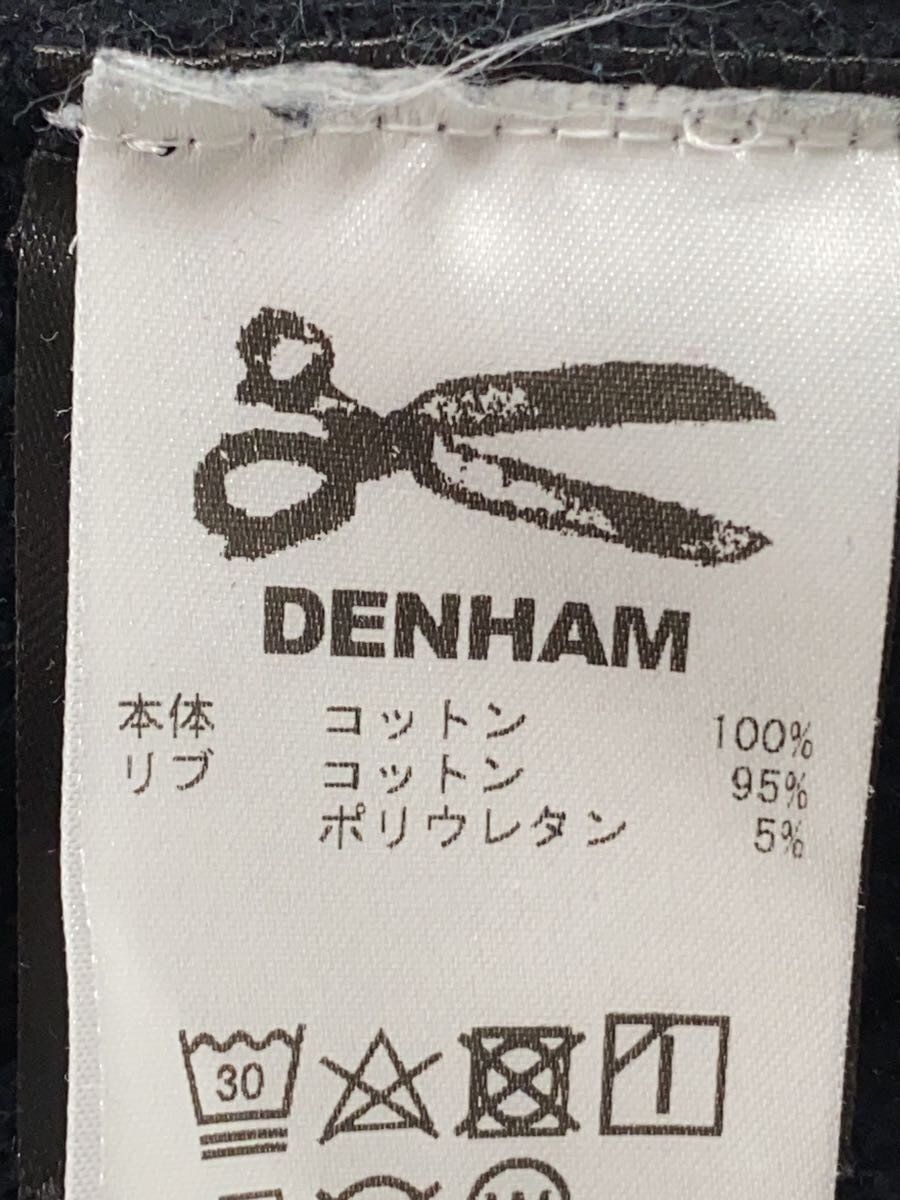 DENHAM
本体 コットン 100%
リブ コットン 95%
ポリウレタン 5%
30